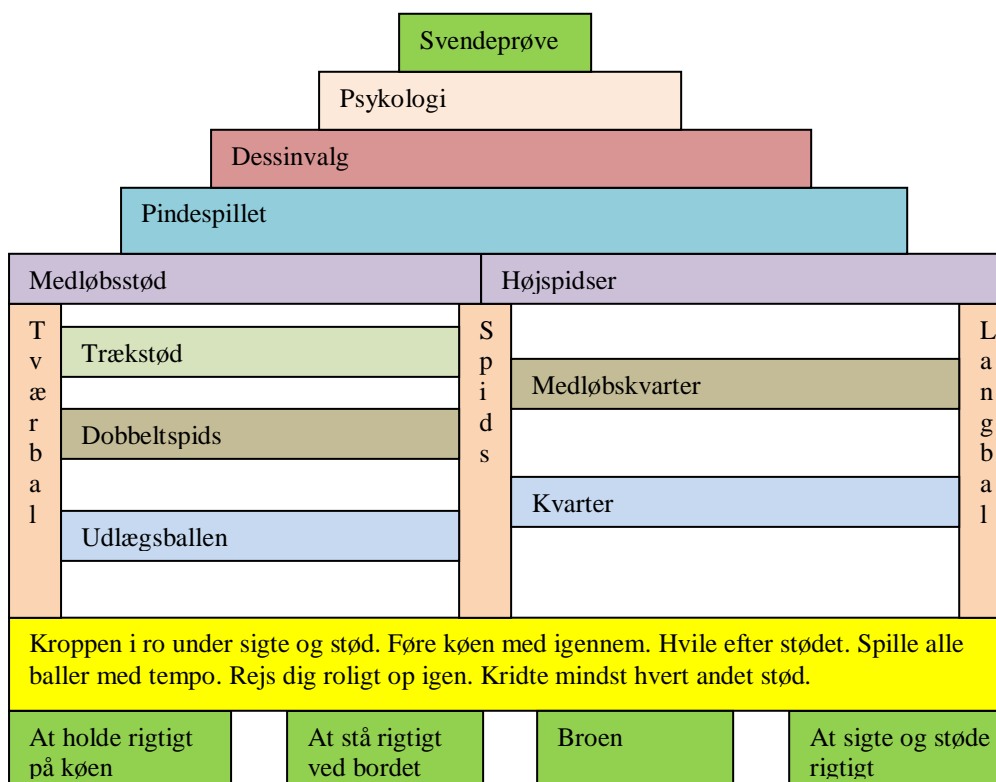 Svendeprøve
Psykologi
Dessinvalg
Pindespillet
Medløbsstød
Højspidser
Tværbal
Trækstød
Dobbeltspids
Udlægsballen
Spids
Medløbskvarter
Kvarter
Langbal
Kroppen i ro under sigte og stød. Føre køen med igennem. Hvile efter stødet. Spille alle
baller med tempo. Rejs dig roligt op igen. Kridte mindst hvert andet stød.
At holde rigtigt
på køen
At stå rigtigt
ved bordet
Broen
At sigte og støde
rigtigt